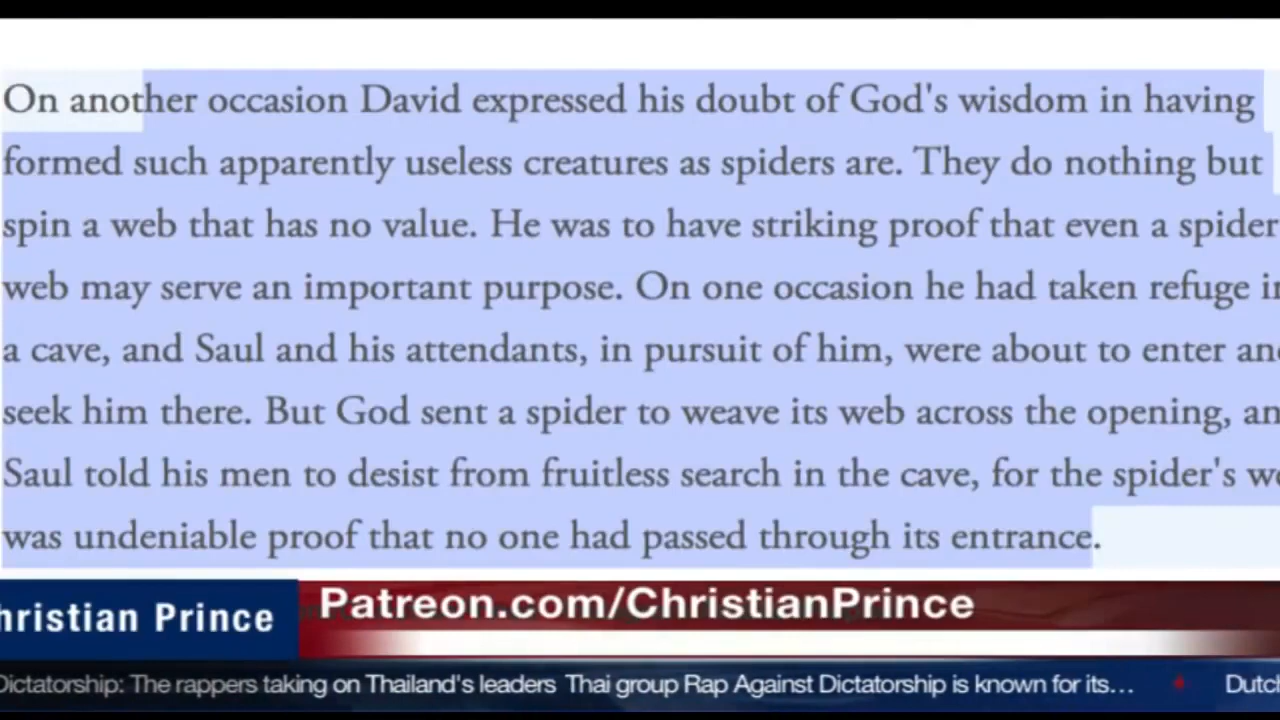 On another occasion David expressed his doubt of God's wisdom in having
formed such apparently useless creatures as spiders are. They do nothing but
spin a web that has no value. He was to have striking proof that even a spider
web may serve an important purpose. On one occasion he had taken refuge
a cave, and Saul and his attendants, in pursuit of him, were about to enter
seek him there. But God sent a spider to weave its web across the opening,
Saul told his men to desist from fruitless search in the cave, for the spider's
was undeniable proof that no one had passed through its entrance.
hristian Prince
Patreon.com/ChristianPrince
Dictatorship: The rappers taking on Thailand's leaders Thai group Rap Against Dictatorship is known for its... Dutch